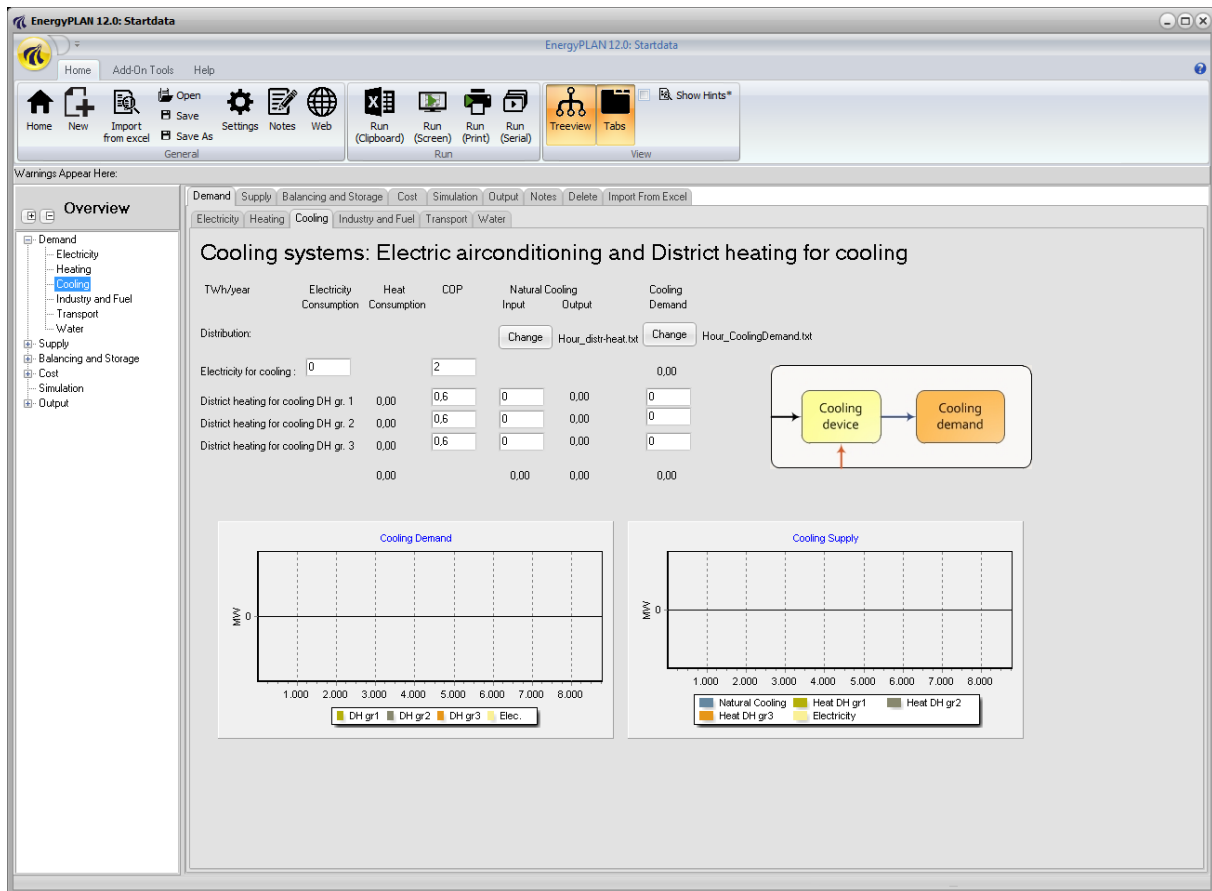 EnergyPLAN 12.0: Startdata
EnergyPLAN 12.0: Startdata
Home Add-On Tools Help
Home New Import from excel Open Save Save As Settings Notes Web
General
Run (Clipboard) Run (Screen) Run (Print) Run (Serial)
Run
Treeview Tabs Show Hints*
View
Warnings Appear Here:
Overview
Demand
Electricity
Heating
Cooling
Industry and Fuel
Transport
Water
Supply
Balancing and Storage
Cost
Simulation
Output
Demand Supply Balancing and Storage Cost Simulation Output Notes Delete Import From Excel
Electricity Heating Cooling Industry and Fuel Transport Water
Cooling systems: Electric airconditioning and District heating for cooling
TWh/year Electricity Heat COP Natural Cooling Cooling
Consumption Consumption Input Output Demand
Distribution: Change Hour_distr-heat.txt Change Hour_CoolingDemand.txt
Electricity for cooling : 0 2 0,00
District heating for cooling DH gr. 1 0,00 0,6 0 0,00 0
District heating for cooling DH gr. 2 0,00 0,6 0 0,00 0
District heating for cooling DH gr. 3 0,00 0,6 0 0,00 0
0,00 0,00 0,00 0,00
Cooling device
Cooling demand
Cooling Demand
MW
0
1.000 2.000 3.000 4.000 5.000 6.000 7.000 8.000
DH gr1 DH gr2 DH gr3 Elec.
Cooling Supply
MW
0
1.000 2.000 3.000 4.000 5.000 6.000 7.000 8.000
Natural Cooling Heat DH gr1 Heat DH gr2
Heat DH gr3 Electricity